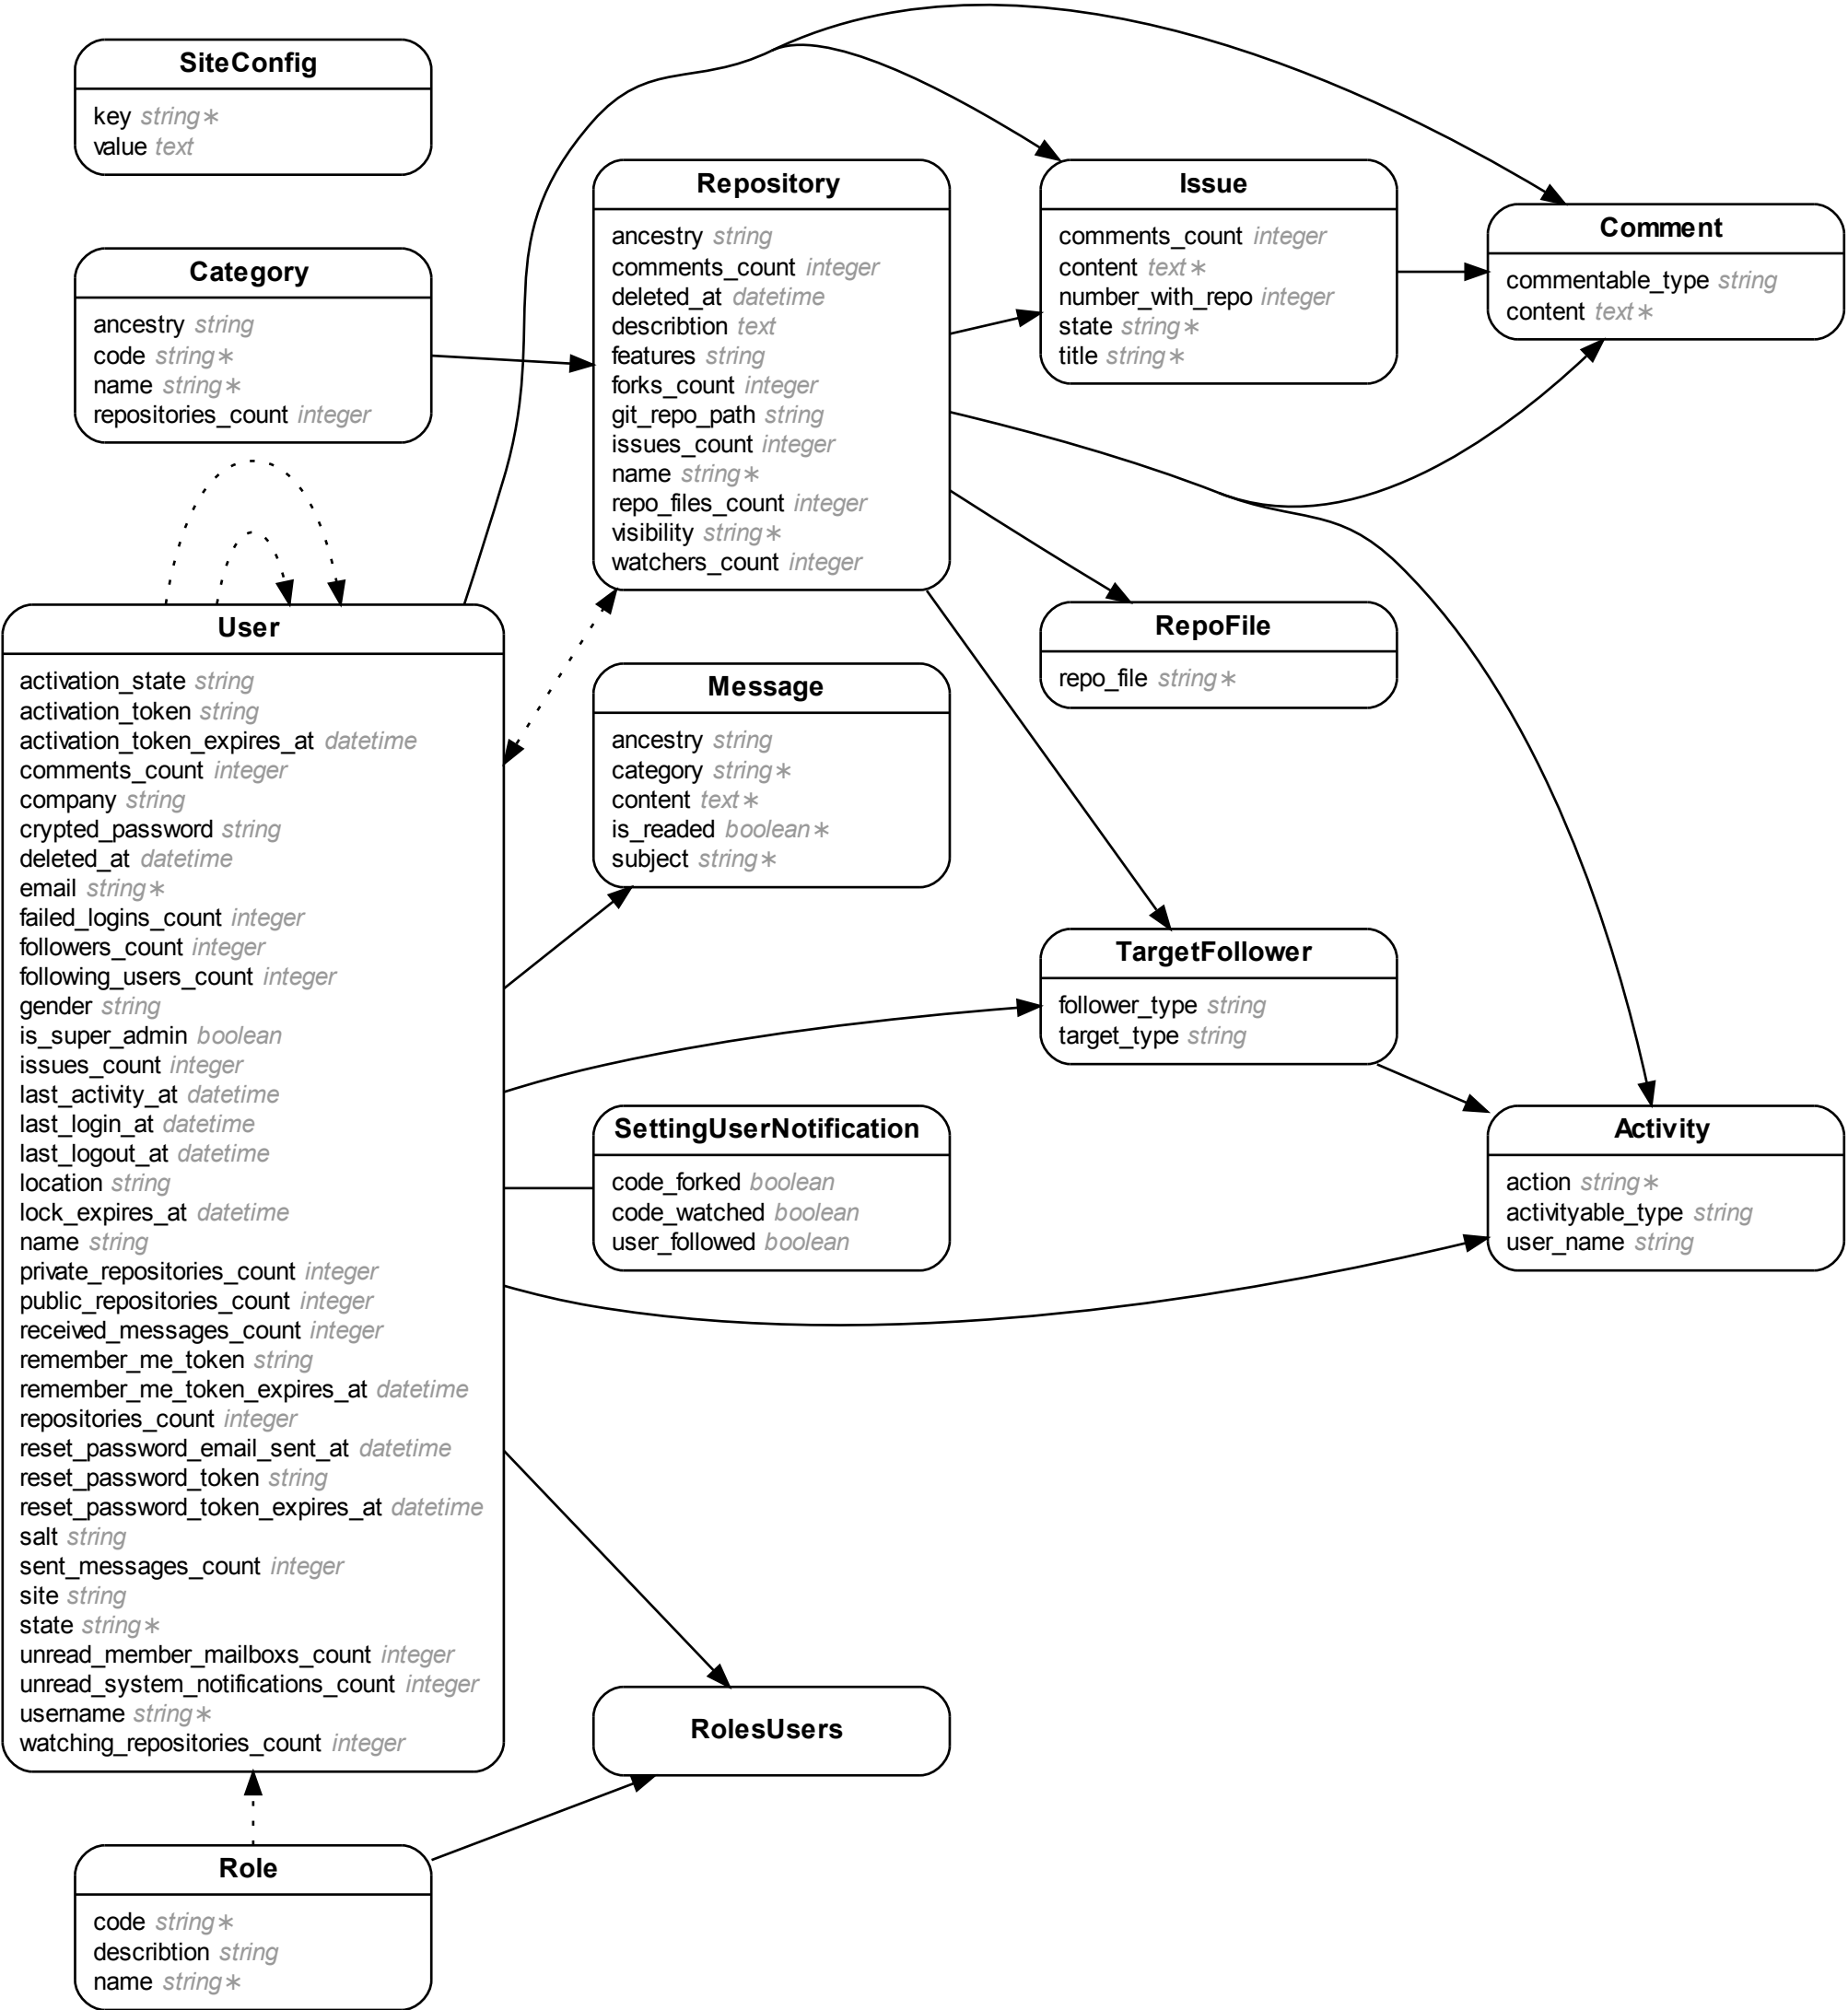 SiteConfig
key string∗
value text
Category
ancestry string
code string∗
name string∗
repositories_count integer
User
activation_state string
activation_token string
activation_token_expires_at datetime
comments_count integer
company string
crypted_password string
deleted_at datetime
email string∗
failed_logins_count integer
followers_count integer
following_users_count integer
gender string
is_super_admin boolean
issues_count integer
last_activity_at datetime
last_login_at datetime
last_logout_at datetime
location string
lock_expires_at datetime
name string
private_repositories_count integer
public_repositories_count integer
received_messages_count integer
remember_me_token string
remember_me_token_expires_at datetime
repositories_count integer
reset_password_email_sent_at datetime
reset_password_token string
reset_password_token_expires_at datetime
salt string
sent_messages_count integer
site string
state string∗
unread_member_mailboxs_count integer
unread_system_notifications_count integer
username string∗
watching_repositories_count integer
Role
code string∗
describtion string
name string∗
Repository
ancestry string
comments_count integer
deleted_at datetime
describtion text
features string
forks_count integer
git_repo_path string
issues_count integer
name string∗
repo_files_count integer
visibility string∗
watchers_count integer
Message
ancestry string
category string∗
content text∗
is_readed boolean∗
subject string∗
SettingUserNotification
code_forked boolean
code_watched boolean
user_followed boolean
RolesUsers
Issue
comments_count integer
content text∗
number_with_repo integer
state string∗
title string∗
RepoFile
repo_file string∗
TargetFollower
follower_type string
target_type string
Comment
commentable_type string
content text∗
Activity
action string∗
activityable_type string
user_name string